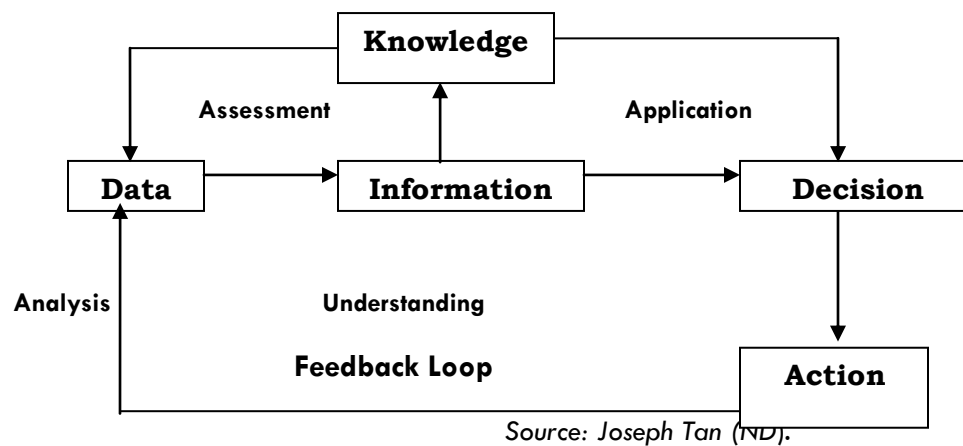 Knowledge
Assessment
Application
Data
Information
Decision
Analysis
Understanding
Feedback Loop
Action
Source: Joseph Tan (ND).